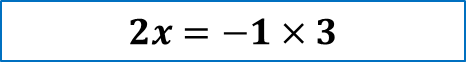 2x = −1 × 3